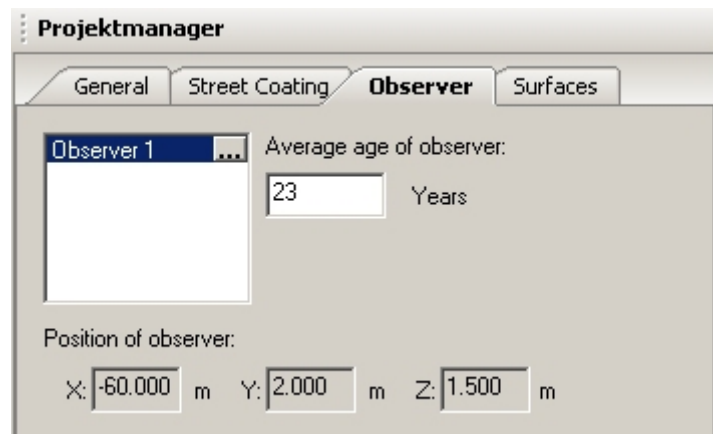 Projektmanager
General Street Coating Observer Surfaces
Observer 1 ... Average age of observer:
23 Years
Position of observer:
X: -60.000 m Y: 2.000 m Z: 1.500 m